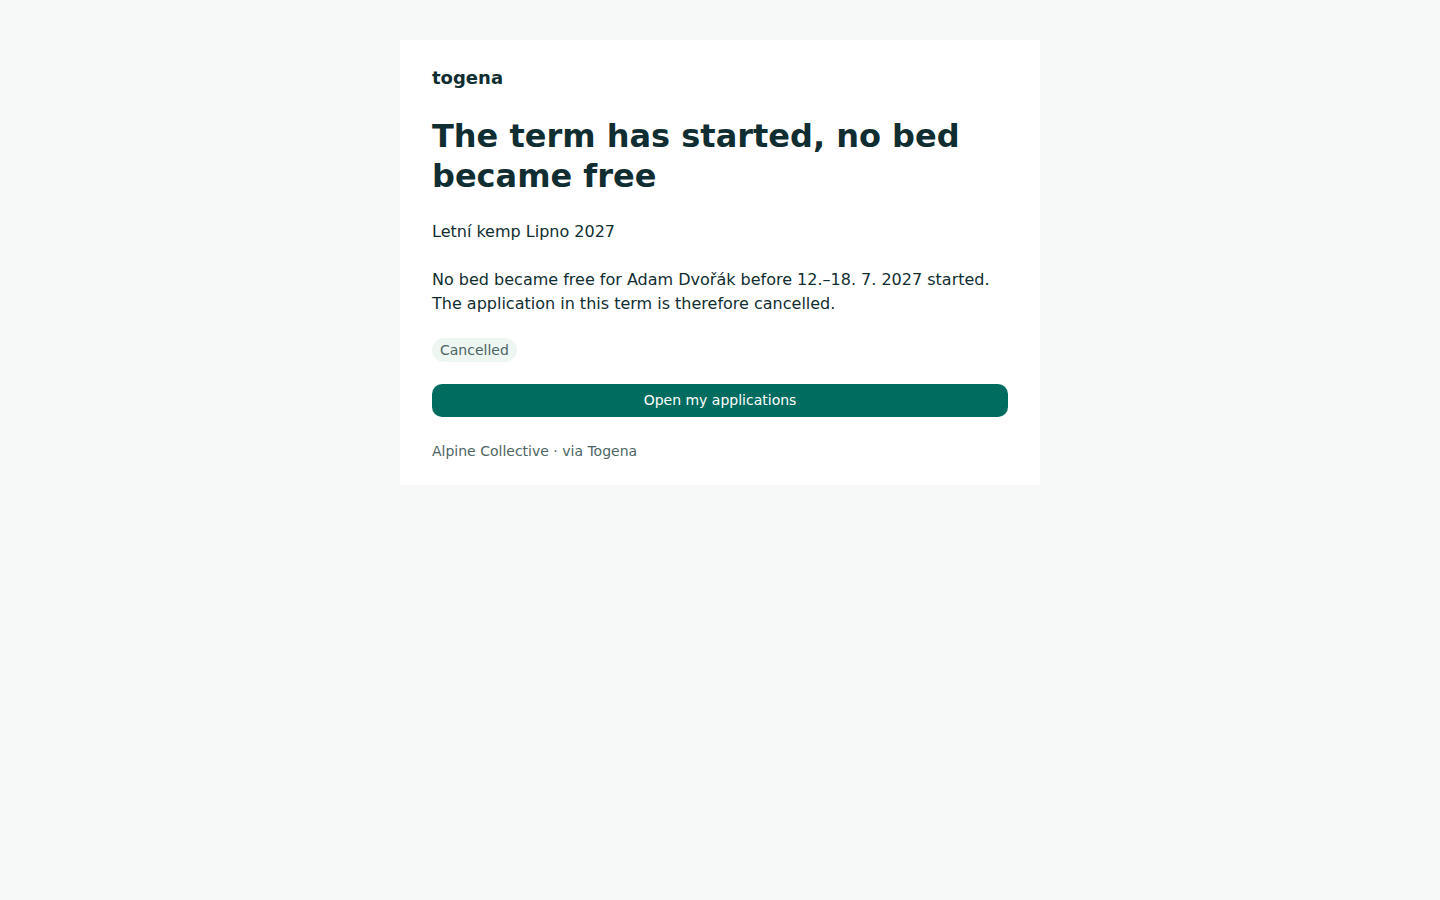 togena
The term has started, no bed
became free
Letní kemp Lipno 2027
No bed became free for Adam Dvořák before 12.–18. 7. 2027 started.
The application in this term is therefore cancelled.
Cancelled
Open my applications
Alpine Collective · via Togena